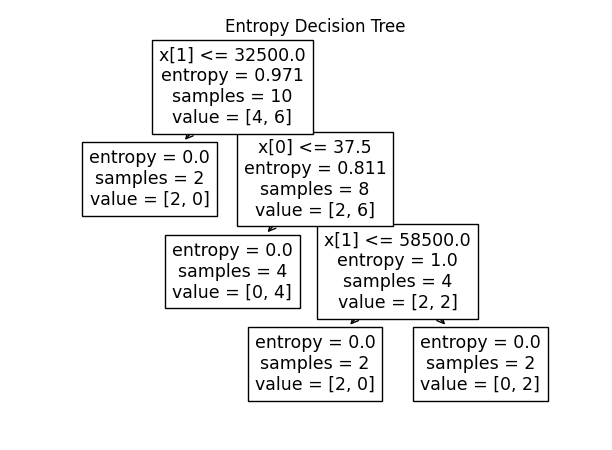 Entropy Decision Tree
x[1] <= 32500.0
entropy = 0.971
samples = 10
value = [4, 6]
entropy = 0.0
samples = 2
value = [2, 0]
x[0] <= 37.5
entropy = 0.811
samples = 8
value = [2, 6]
entropy = 0.0
samples = 4
value = [0, 4]
x[1] <= 58500.0
entropy = 1.0
samples = 4
value = [2, 2]
entropy = 0.0
samples = 2
value = [2, 0]
entropy = 0.0
samples = 2
value = [0, 2]